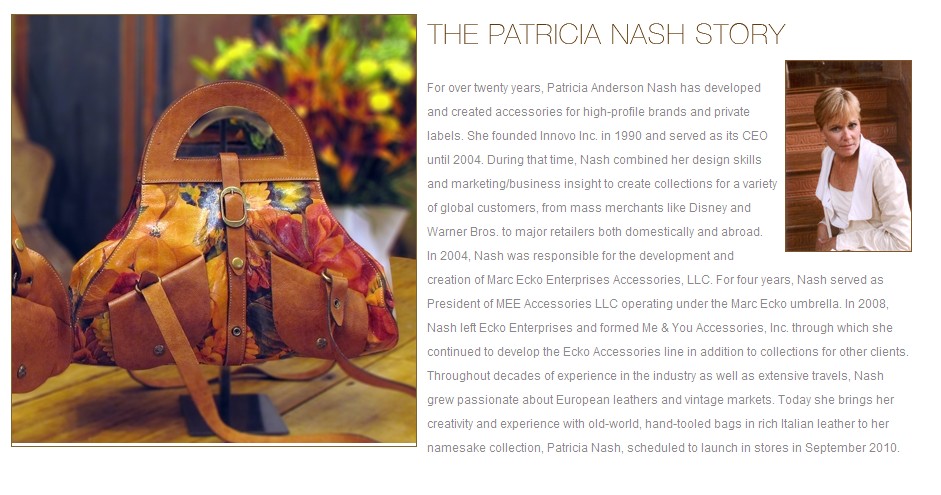 THE PATRICIA NASH STORY
For over twenty years, Patricia Anderson Nash has developed
and created accessories for high-profile brands and private
labels. She founded Innovo Inc. in 1990 and served as its CEO
until 2004. During that time, Nash combined her design skills
and marketing/business insight to create collections for a variety
of global customers, from mass merchants like Disney and
Warner Bros. to major retailers both domestically and abroad.
In 2004, Nash was responsible for the development and
creation of Marc Ecko Enterprises Accessories, LLC. For four years, Nash served as
President of MEE Accessories LLC operating under the Marc Ecko umbrella. In 2008,
Nash left Ecko Enterprises and formed Me & You Accessories, Inc. through which she
continued to develop the Ecko Accessories line in addition to collections for other clients.
Throughout decades of experience in the industry as well as extensive travels, Nash
grew passionate about European leathers and vintage markets. Today she brings her
creativity and experience with old-world, hand-tooled bags in rich Italian leather to her
namesake collection, Patricia Nash, scheduled to launch in stores in September 2010.